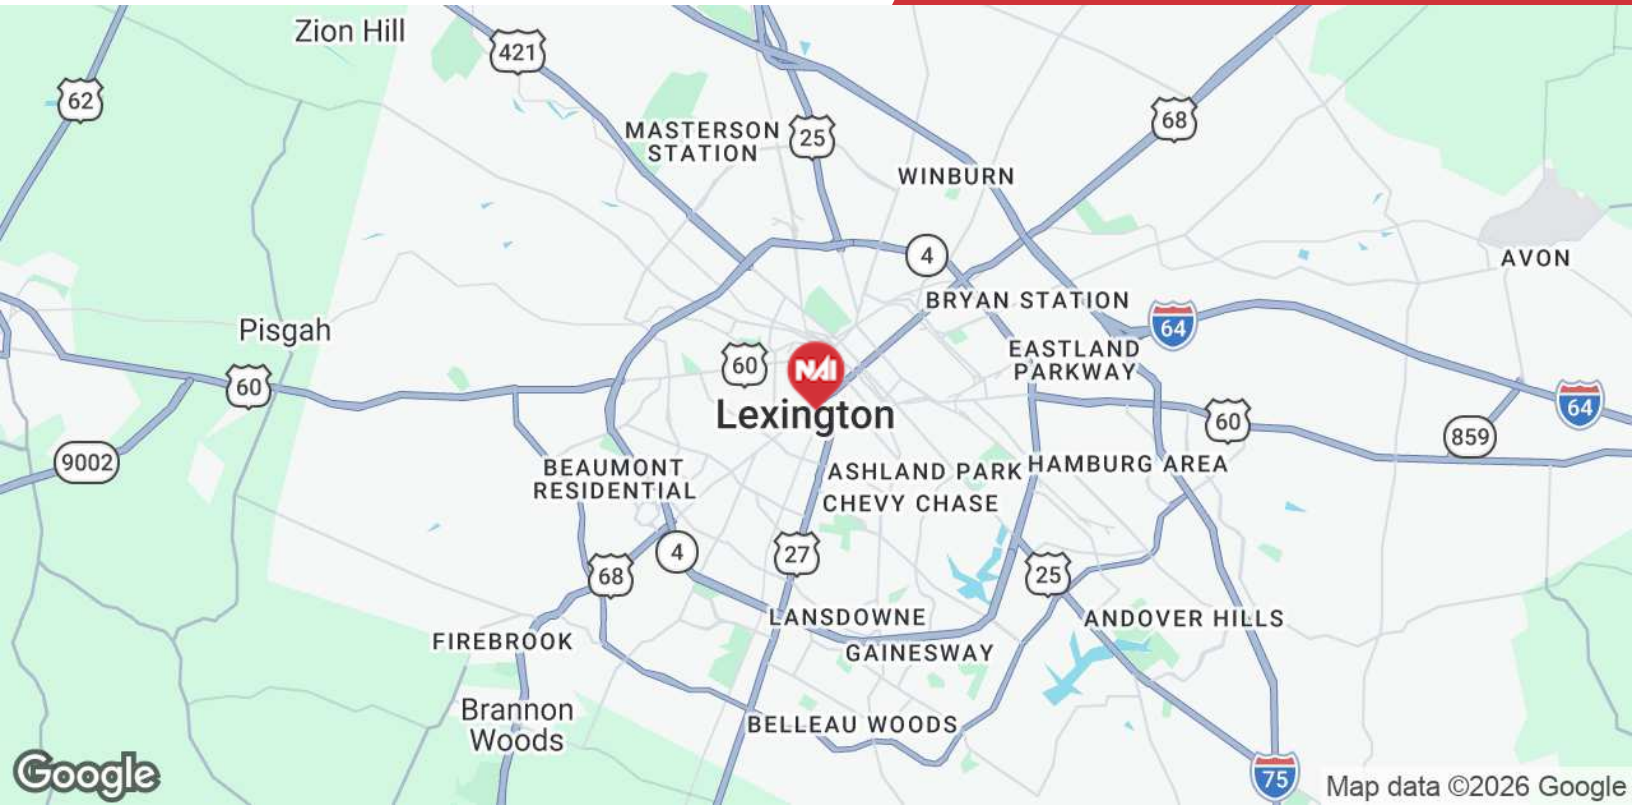 Zion Hill
421
62
68
MASTERSON
STATION
25
WINBURN
4
AVON
BRYAN STATION
64
Pisgah
EASTLAND
PARKWAY
60
NAI
60
64
Lexington
60
859
9002
BEAUMONT
RESIDENTIAL
ASHLAND PARK
HAMBURG AREA
CHEVY CHASE
4
27
68
25
LANSDOWNE
ANDOVER HILLS
FIREBROOK
GAINESWAY
Brannon
Woods
BELLEAU WOODS
Google
75
Map data ©2026 Google